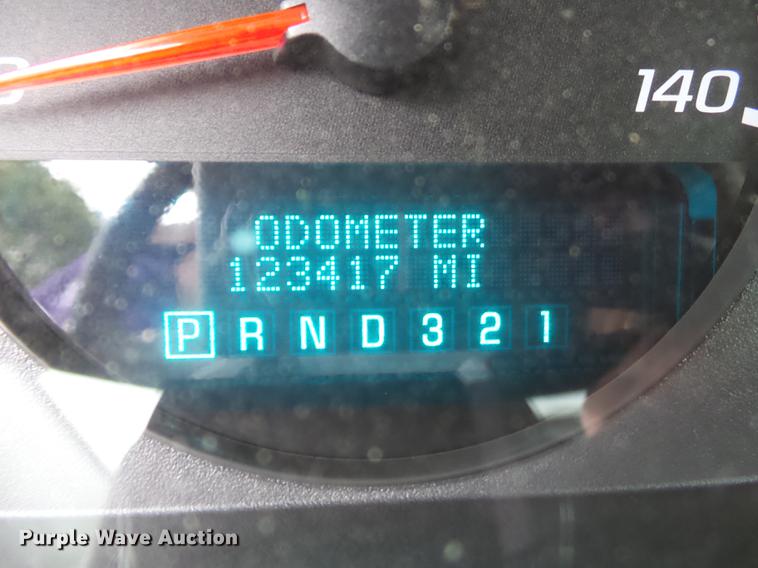 140
ODOMETER
123417 MI
P R N D 3 2 1
Purple Wave Auction